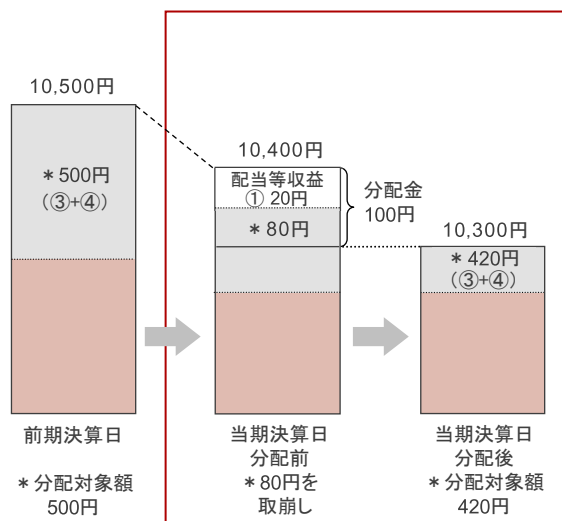 10,500円
＊500円
（③+④）
前期決算日
＊分配対象額
500円
10,400円
配当等収益
① 20円
＊80円
分配金
100円
当期決算日
分配前
＊80円を
取崩し
10,300円
＊420円
（③+④）
当期決算日
分配後
＊分配対象額
420円